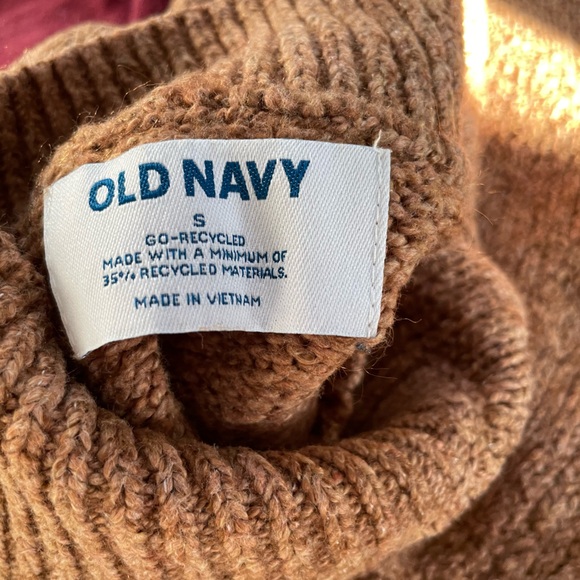 OLD NAVY
S
GO-RECYCLED
MADE WITH A MINIMUM OF
35% RECYCLED MATERIALS.
MADE IN VIETNAM